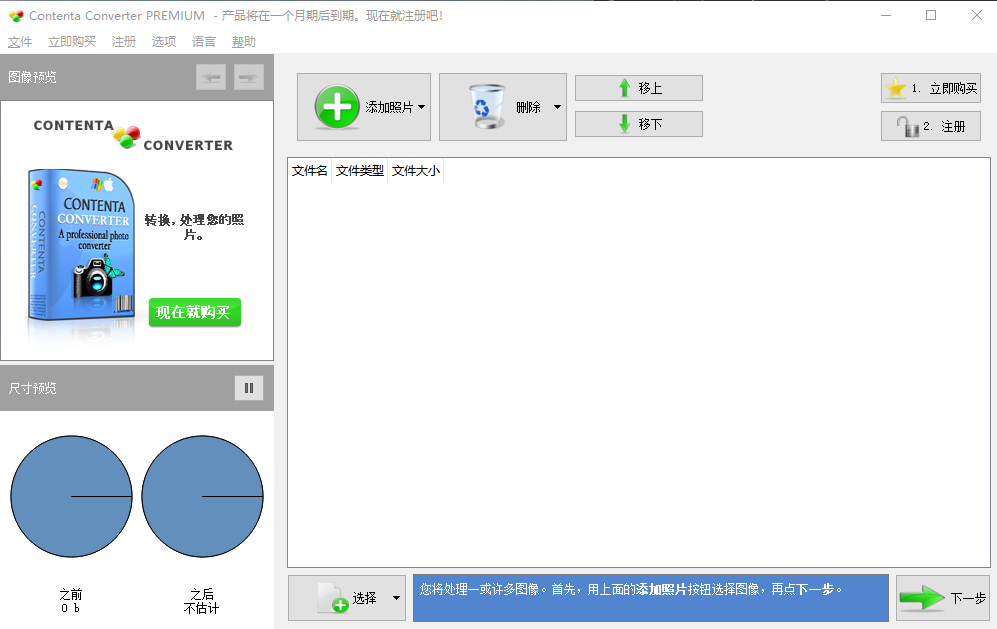 Contenta Converter PREMIUM - 产品将在一个月期后到期。现在就注册吧!
文件 立即购买 注册 选项 语言 帮助
图像预览
CONTENTA
CONVERTER
CONTENTA
CONVERTER
A professional photo
converter
CONTENTA
CONVERTER
转换,处理您的照
片。
现在就购买
尺寸预览
之前
0 b
之后
不估计
添加照片
删除
移上
移下
1. 立即购买
2. 注册
文件名 文件类型 文件大小
选择
您将处理一或许多图像。首先,用上面的添加照片按钮选择图像,再点下一步。
下一步